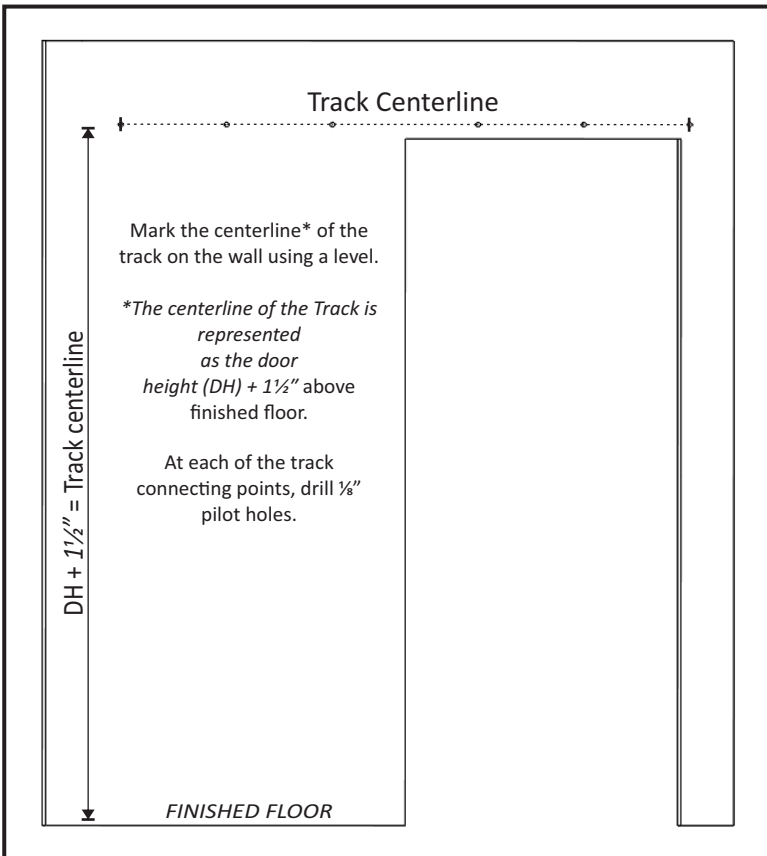 Track Centerline
Mark the centerline* of the
track on the wall using a level.
*The centerline of the Track is
represented
as the door
height (DH) + 1½” above
finished floor.
At each of the track
connecting points, drill ⅛”
pilot holes.
DH + 1½” = Track centerline
FINISHED FLOOR